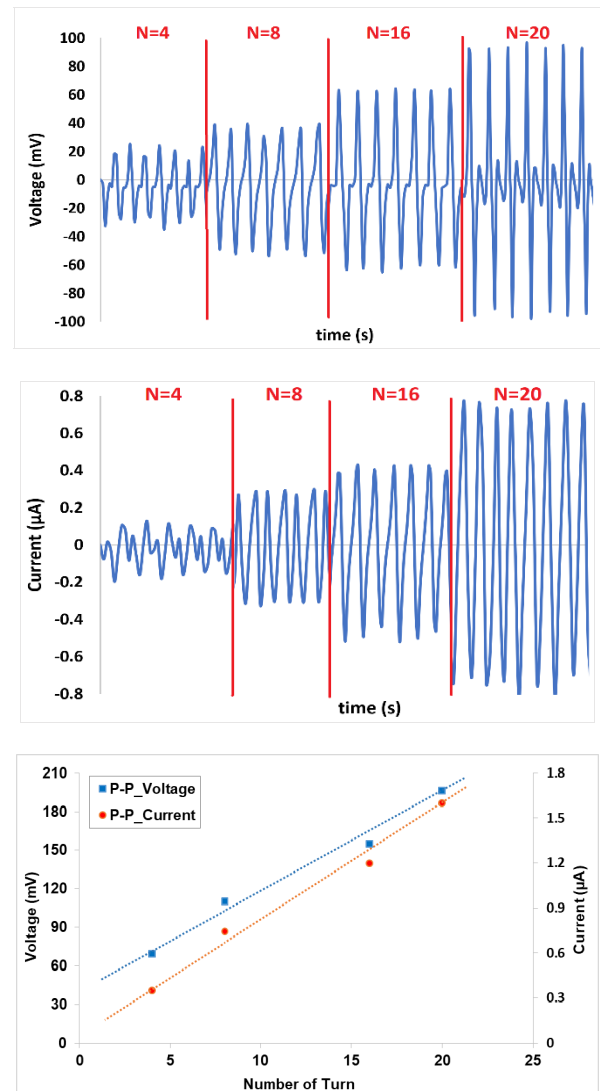 N=4 N=8 N=16 N=20
100
80
60
40
20
0
-20
-40
-60
-80
-100
Voltage (mV)
time (s)
N=4 N=8 N=16 N=20
0.8
0.6
0.4
0.2
0
-0.2
-0.4
-0.6
-0.8
Current (µA)
time (s)
P-P_Voltage
P-P_Current
210
180
150
120
90
60
30
0
Voltage (mV)
1.8
1.5
1.2
0.9
0.6
0.3
0
Current (µA)
0 5 10 15 20 25
Number of Turn